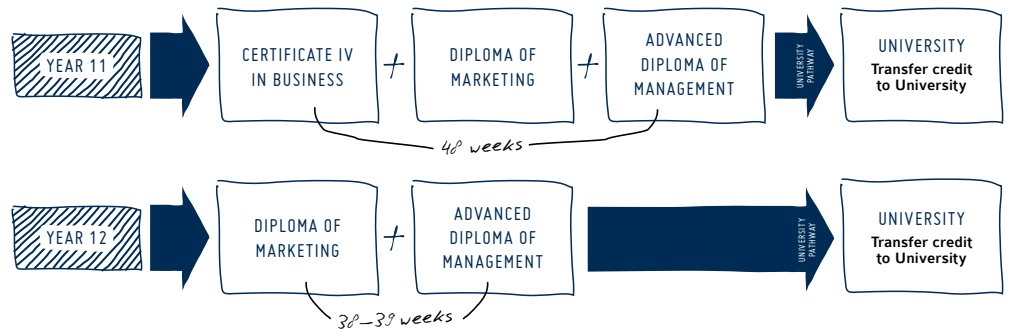 YEAR 11
CERTIFICATE IV
IN BUSINESS
+
DIPLOMA OF
MARKETING
+
ADVANCED
DIPLOMA OF
MANAGEMENT
UNIVERSITY
PATHWAY
UNIVERSITY
Transfer credit
to University
48 weeks
YEAR 12
DIPLOMA OF
MARKETING
+
ADVANCED
DIPLOMA OF
MANAGEMENT
UNIVERSITY
PATHWAY
UNIVERSITY
Transfer credit
to University
38–39 weeks